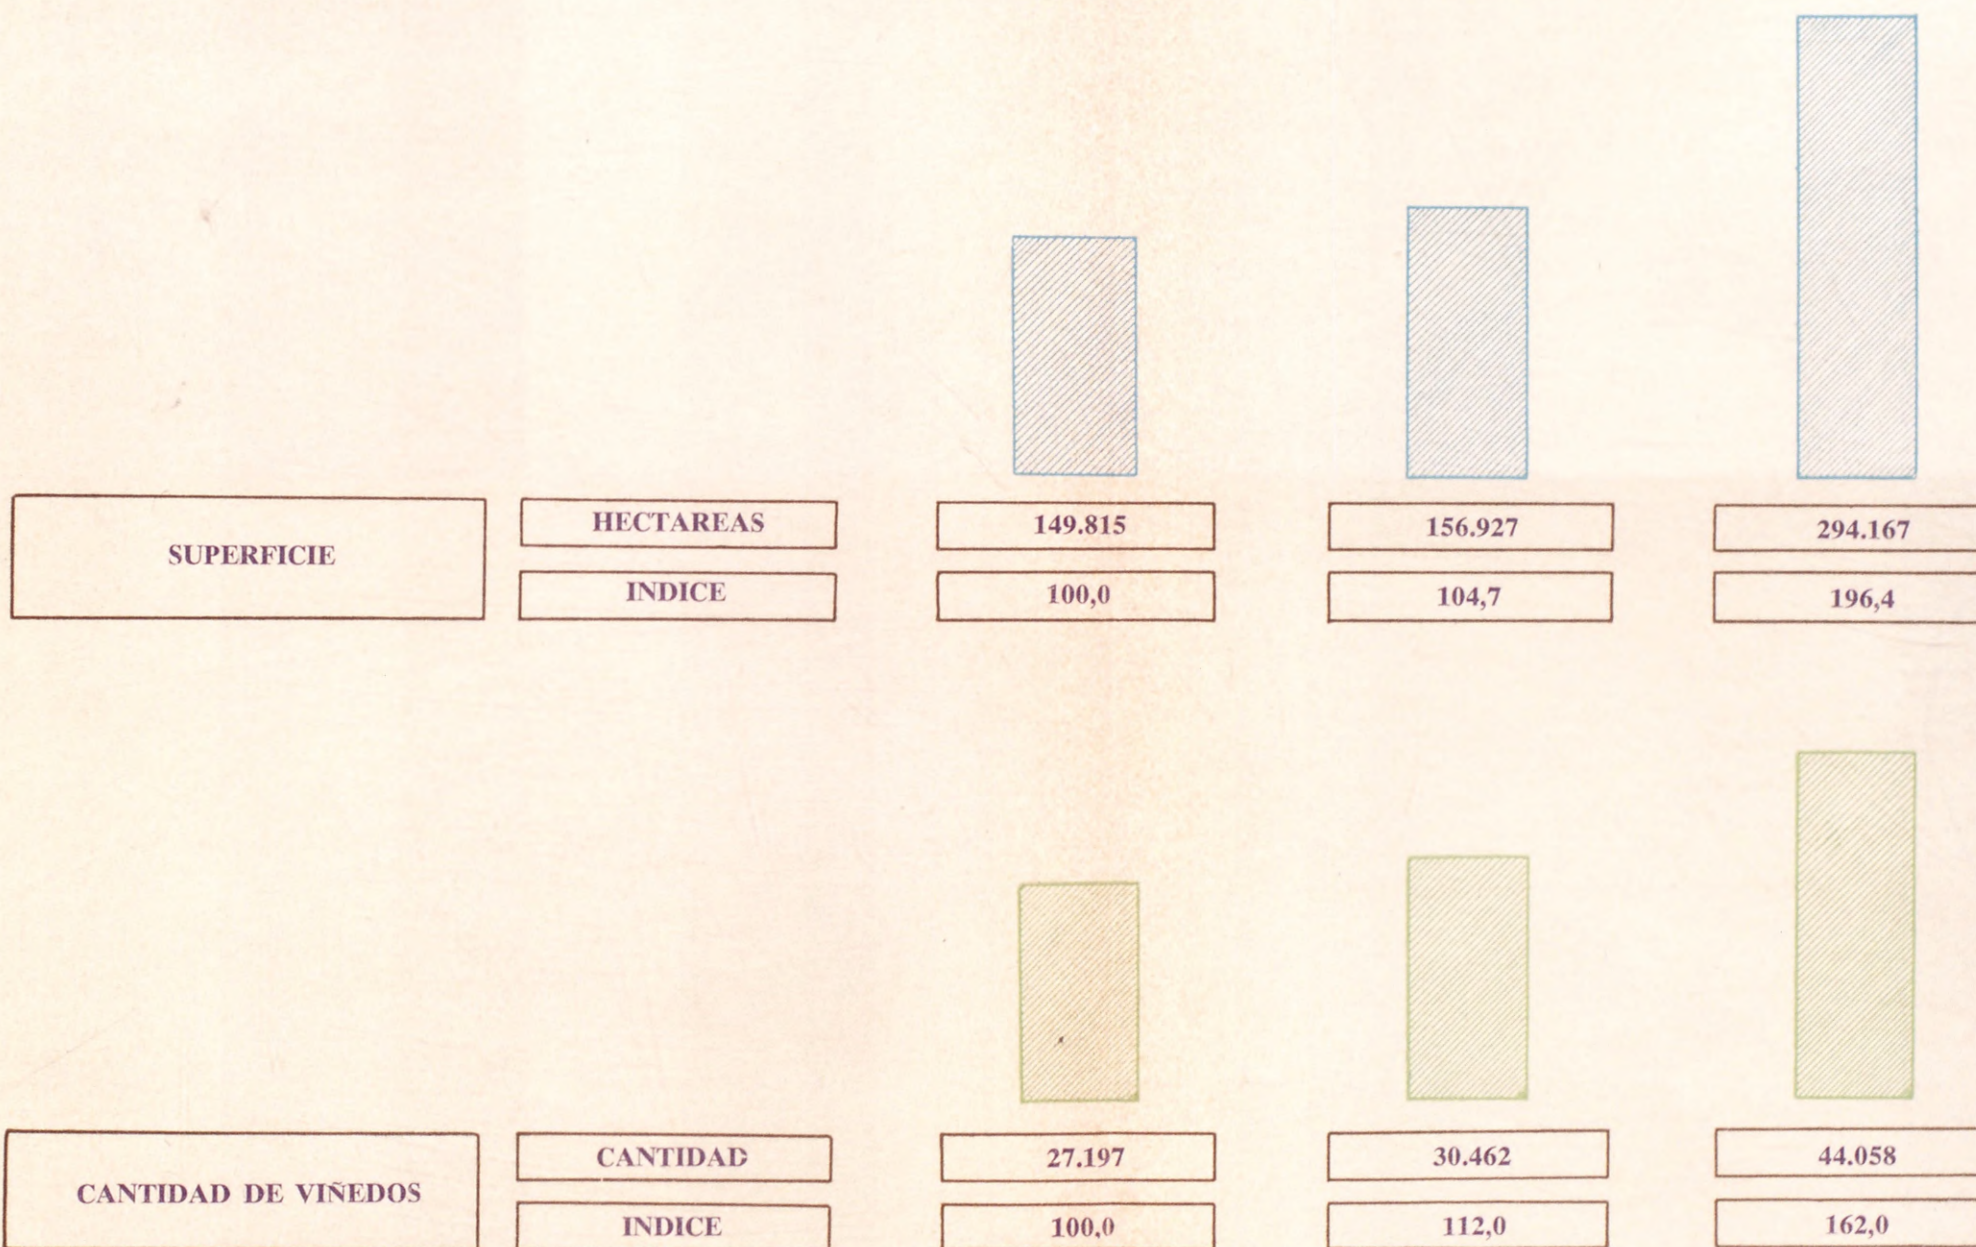 SUPERFICIE
HECTAREAS 149.815 156.927 294.167
INDICE 100,0 104,7 196,4
CANTIDAD DE VIÑEDOS
CANTIDAD 27.197 30.462 44.058
INDICE 100,0 112,0 162,0